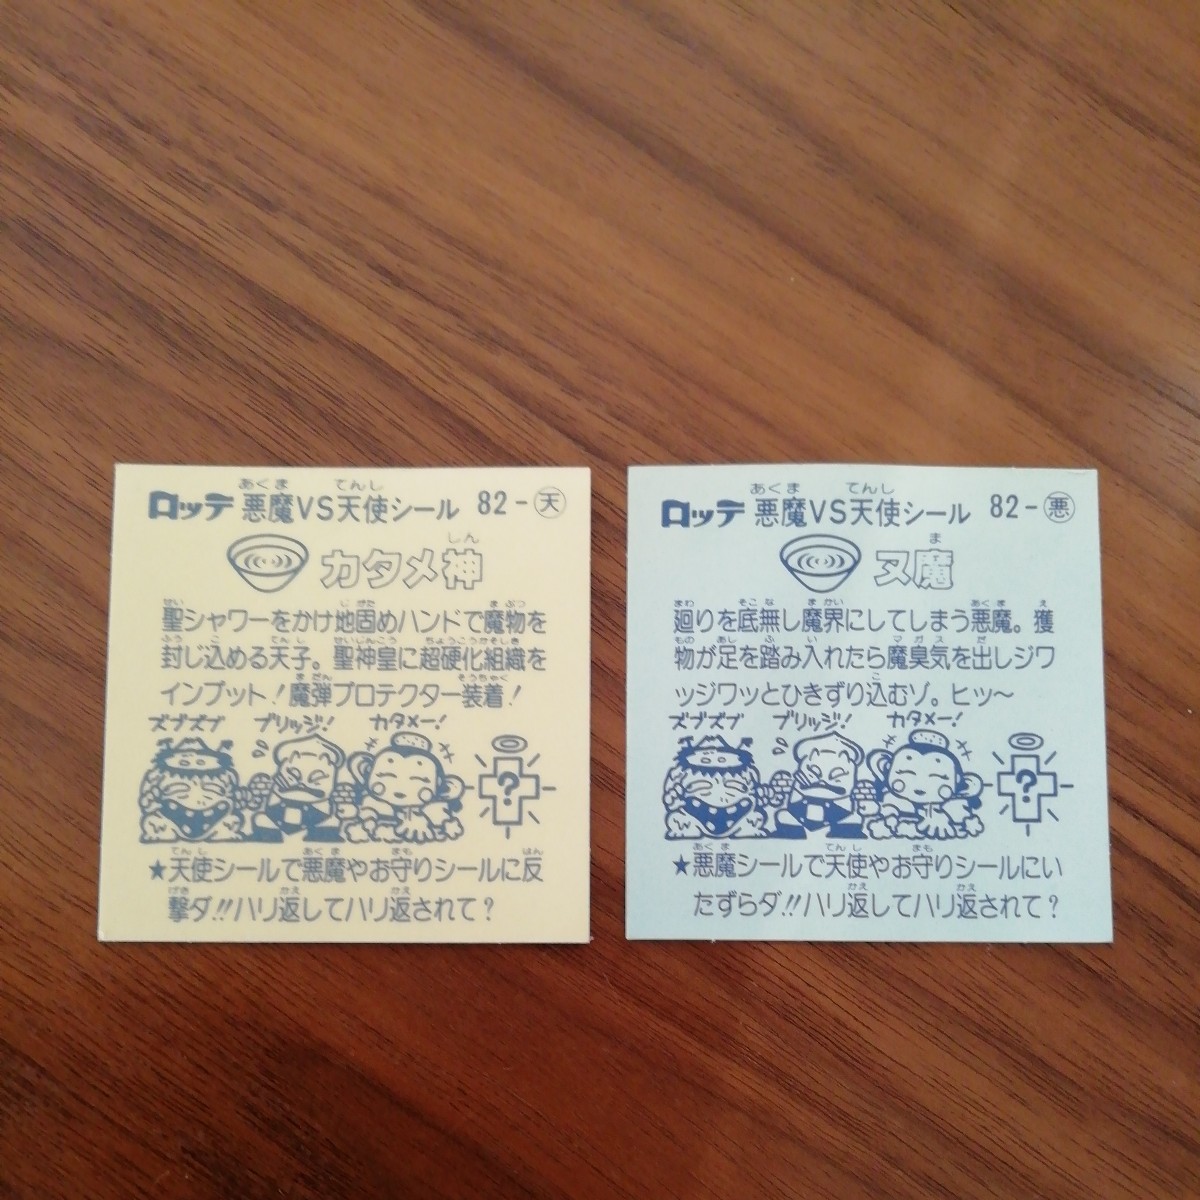 ロッテ 悪魔VS天使シール 82-天
カタメ神
聖シャワーをかけ地固めハンドで魔物を
封じ込める天子。聖神皇に超硬化組織を
インプット!魔弾プロテクター装着!
ズブズブ ブリッジ! カタメー!
?
★天使シールで悪魔やお守りシールに反
撃ダ!!ハリ返してハリ返されて?
ロッテ 悪魔VS天使シール 82-悪
ヌ魔
廻りを底無し魔界にしてしまう悪魔。獲
物が足を踏み入れたら魔臭気を出しジワ
ッジワッとひきずり込むゾ。ヒッ〜
ズブズブ ブリッジ! カタメー!
?
★悪魔シールで天使やお守りシールにい
たずらダ!!ハリ返してハリ返されて?